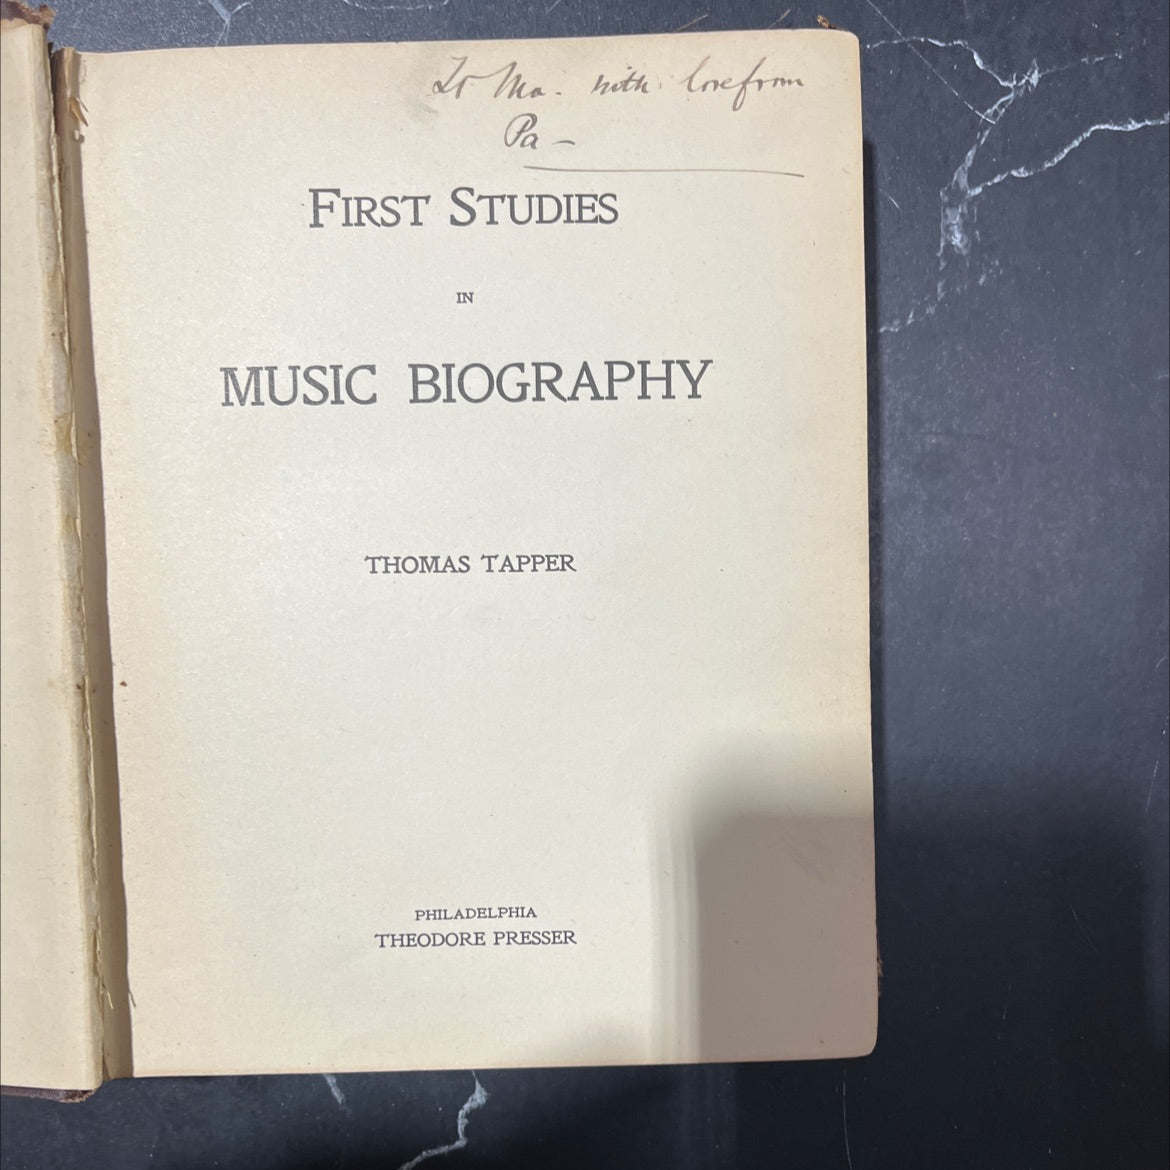 To Ma. with love from
Pa –
FIRST STUDIES
IN
MUSIC BIOGRAPHY
THOMAS TAPPER
PHILADELPHIA
THEODORE PRESSER